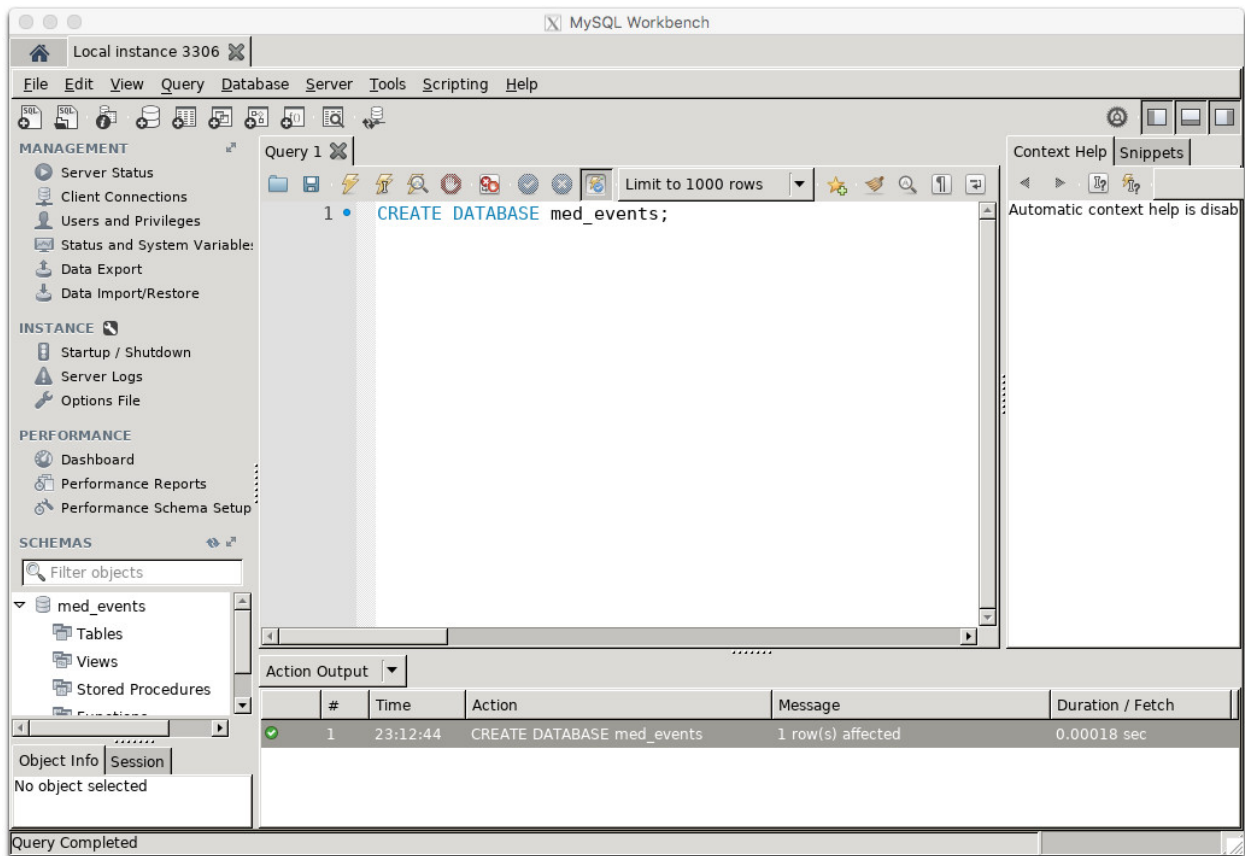 MySQL Workbench
Local instance 3306
File Edit View Query Database Server Tools Scripting Help
MANAGEMENT
Server Status
Client Connections
Users and Privileges
Status and System Variable
Data Export
Data Import/Restore
INSTANCE
Startup / Shutdown
Server Logs
Options File
PERFORMANCE
Dashboard
Performance Reports
Performance Schema Setup
SCHEMAS
Filter objects
med_events
Tables
Views
Stored Procedures
Functions
Object Info Session
No object selected
Query 1
Limit to 1000 rows
1 CREATE DATABASE med_events;
Context Help Snippets
Automatic context help is disab
Action Output
# Time Action Message Duration / Fetch
1 23:12:44 CREATE DATABASE med_events 1 row(s) affected 0.00018 sec
Query Completed